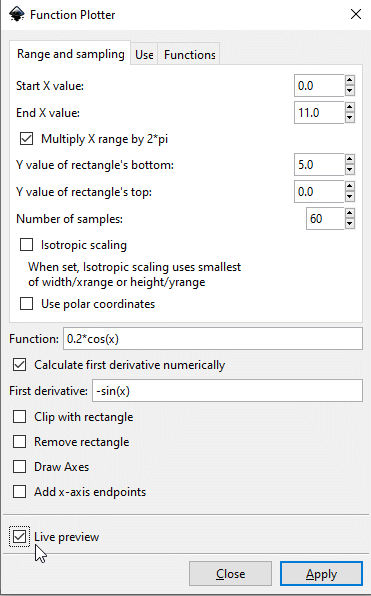 Function Plotter
Range and sampling Use Functions
Start X value: 0.0
End X value: 11.0
Multiply X range by 2*pi
Y value of rectangle's bottom: 5.0
Y value of rectangle's top: 0.0
Number of samples: 60
Isotropic scaling
When set, Isotropic scaling uses smallest
of width/xrange or height/yrange
Use polar coordinates
Function: 0.2*cos(x)
Calculate first derivative numerically
First derivative: -sin(x)
Clip with rectangle
Remove rectangle
Draw Axes
Add x-axis endpoints
Live preview
Close Apply